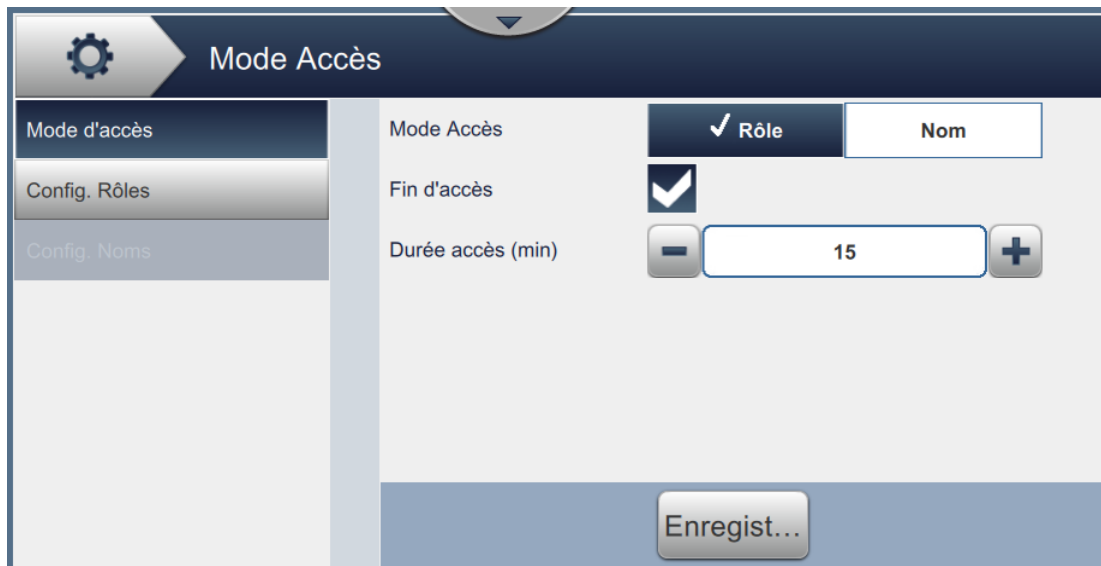 Mode Accès
Mode d'accès
Config. Rôles
Config. Noms
Mode Accès
Rôle
Nom
Fin d'accès
Durée accès (min)
15
Enregist...